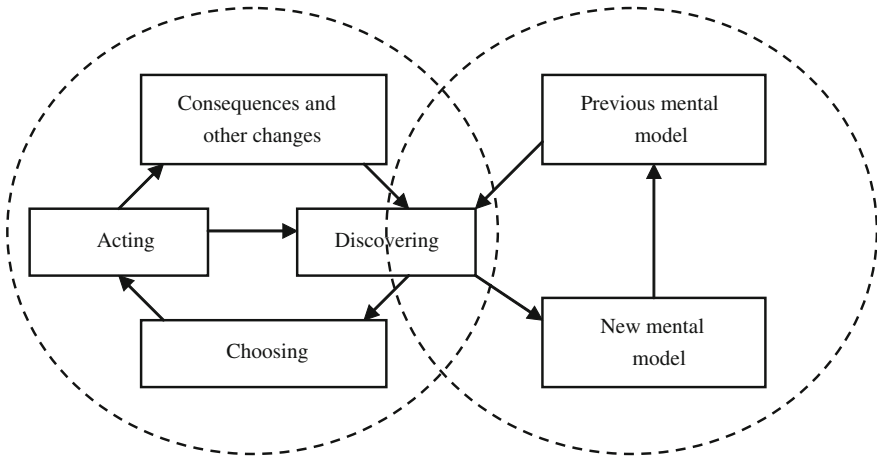 Consequences and
other changes
Previous mental
model
Acting
Discovering
Choosing
New mental
model